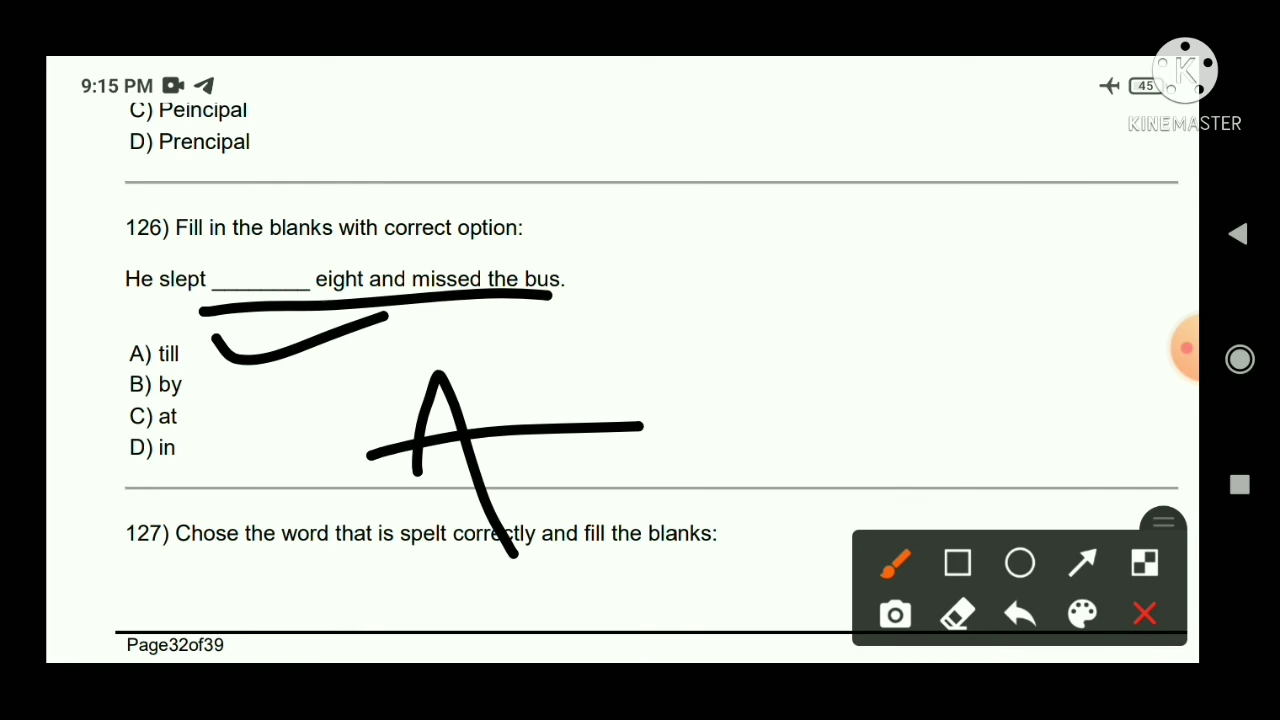 9:15 PM
45
KINEMASTER
C) Peincipal
D) Prencipal
126) Fill in the blanks with correct option:
He slept ________ eight and missed the bus.
A) till
B) by
C) at
D) in
A
127) Chose the word that is spelt correctly and fill the blanks:
Page32of39